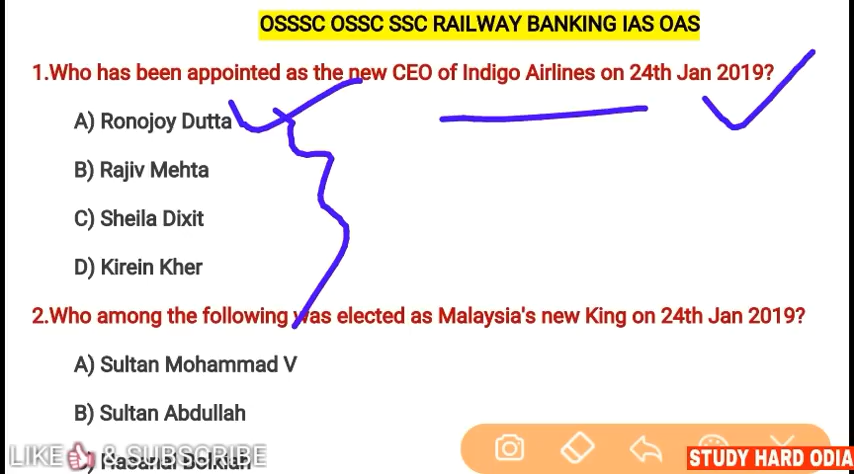 OSSSC OSSC SSC RAILWAY BANKING IAS OAS
1.Who has been appointed as the new CEO of Indigo Airlines on 24th Jan 2019?
A) Ronojoy Dutta
B) Rajiv Mehta
C) Sheila Dixit
D) Kirein Kher
2.Who among the following was elected as Malaysia's new King on 24th Jan 2019?
A) Sultan Mohammad V
B) Sultan Abdullah
LIKE & SUBSCRIBE
STUDY HARD ODIA